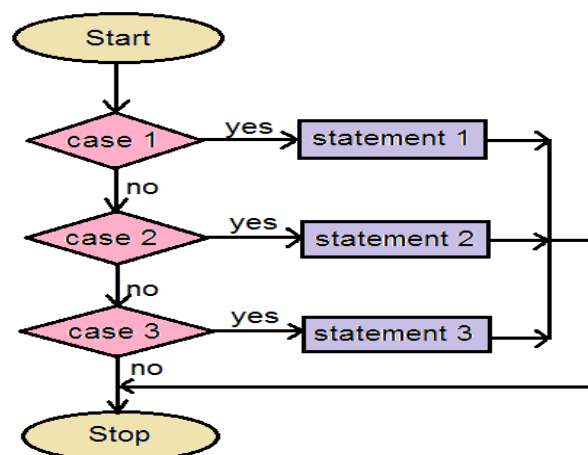 Start
case 1
yes
statement 1
no
case 2
yes
statement 2
no
case 3
yes
statement 3
no
Stop